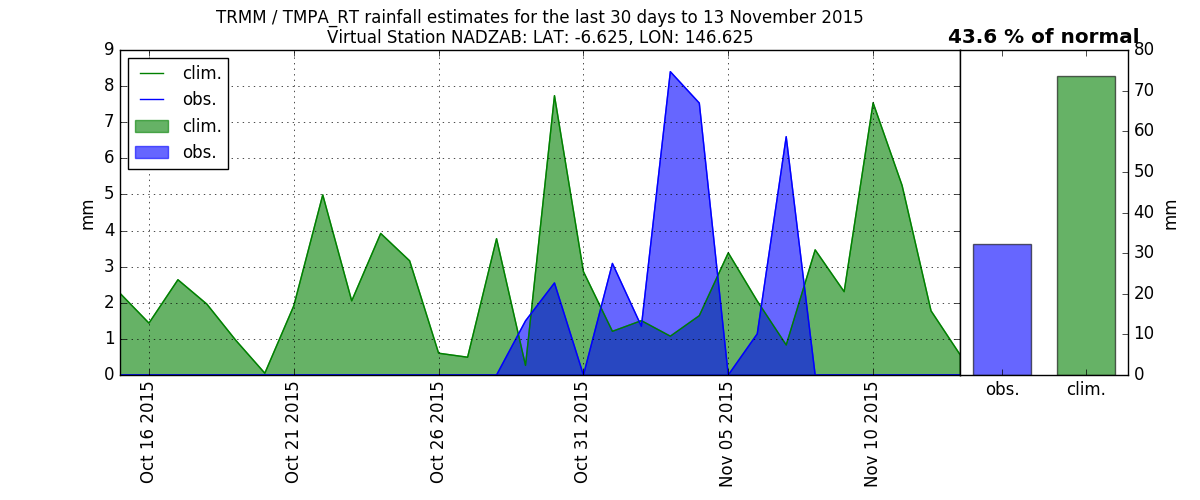 TRMM / TMPA_RT rainfall estimates for the last 30 days to 13 November 2015
Virtual Station NADZAB: LAT: -6.625, LON: 146.625
43.6 % of normal
9
8
7
6
5
4
3
2
1
0
mm
clim.
obs.
clim.
obs.
Oct 16 2015
Oct 21 2015
Oct 26 2015
Oct 31 2015
Nov 05 2015
Nov 10 2015
80
70
60
50
40
30
20
10
0
mm
obs.
clim.